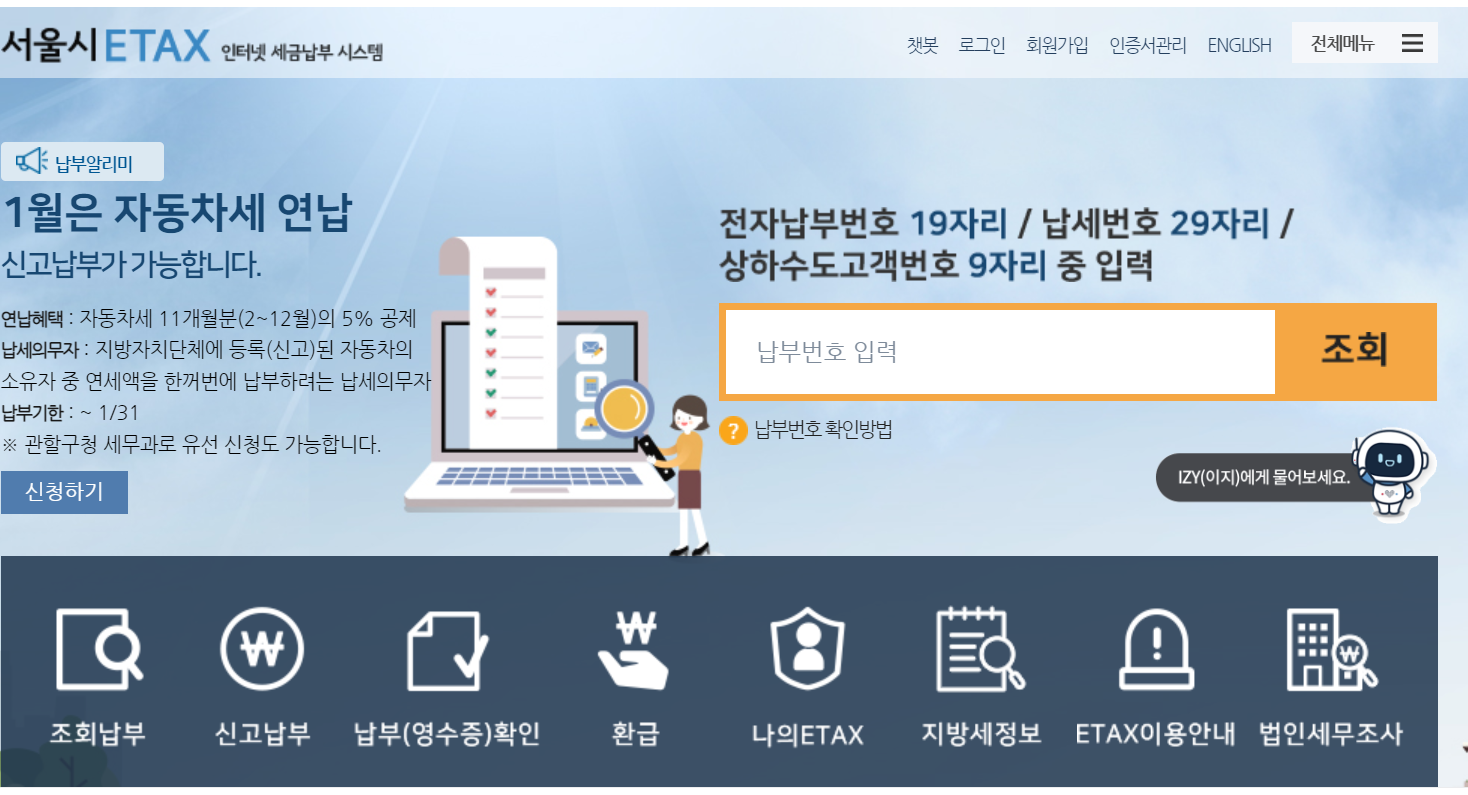 서울시 ETAX 인터넷 세금납부 시스템
챗봇 로그인 회원가입 인증서관리 ENGLISH 전체메뉴
납부알리미
1월은 자동차세 연납
신고납부가 가능합니다.
연납혜택 : 자동차세 11개월분(2~12월)의 5% 공제
납세의무자 : 지방자치단체에 등록(신고)된 자동차의
소유자 중 연세액을 한꺼번에 납부하려는 납세의무자
납부기한 : ~ 1/31
※ 관할구청 세무과로 유선 신청도 가능합니다.
신청하기
전자납부번호 19자리 / 납세번호 29자리 /
상하수도고객번호 9자리 중 입력
납부번호 입력
조회
? 납부번호 확인방법
IZY(이지)에게 물어보세요.
조회납부 신고납부 납부(영수증)확인 환급 나의ETAX 지방세정보 ETAX이용안내 법인세무조사